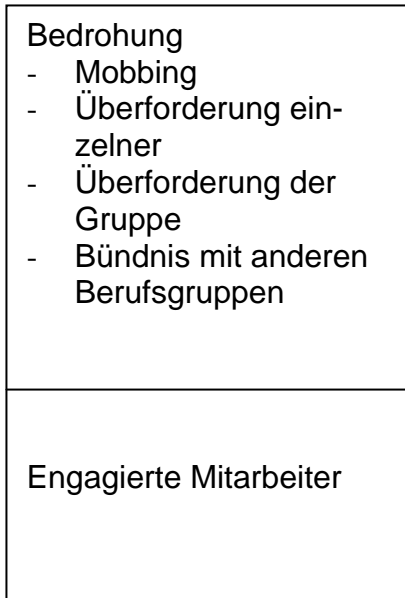 Bedrohung
- Mobbing
- Überforderung ein-
zelner
- Überforderung der
Gruppe
- Bündnis mit anderen
Berufsgruppen
Engagierte Mitarbeiter